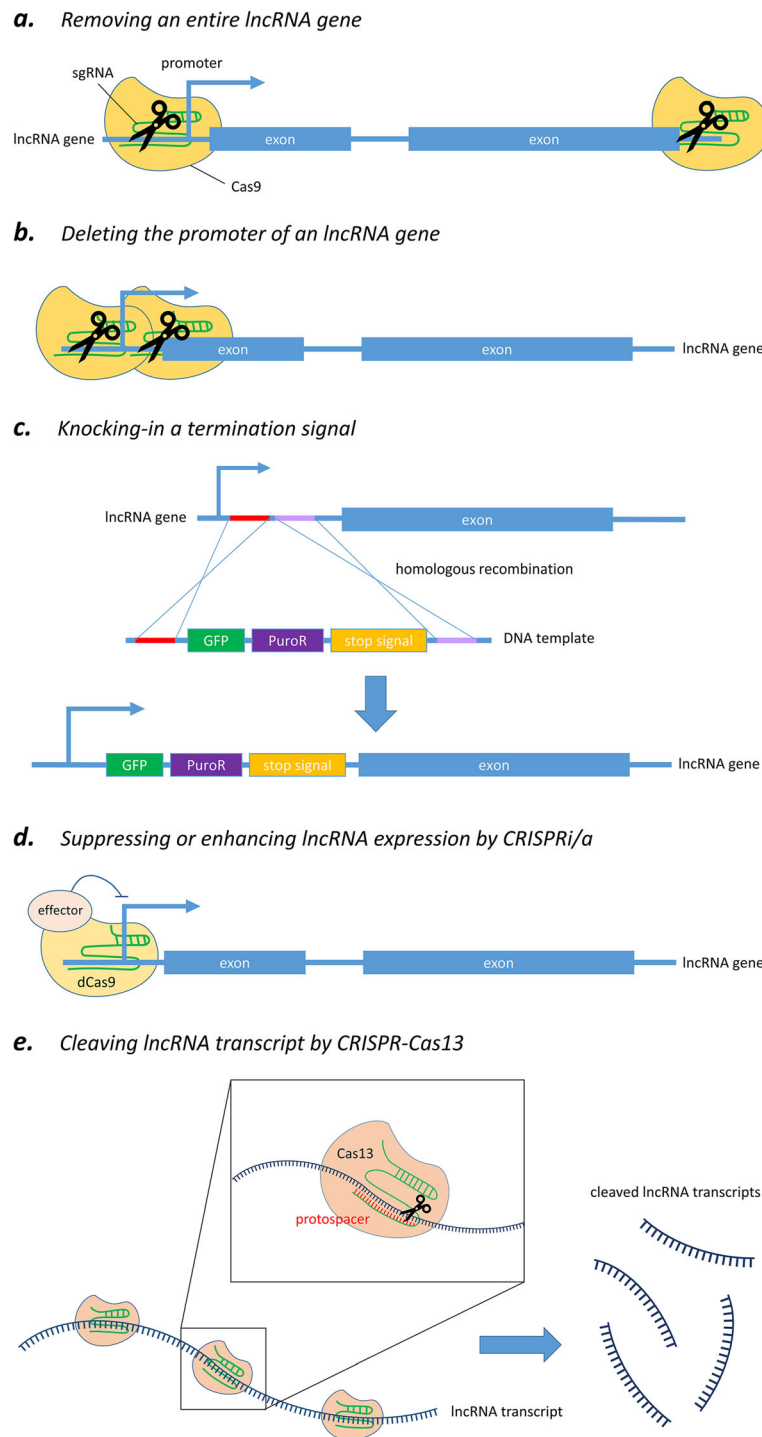 a. Removing an entire lncRNA gene
promoter
sgRNA
lncRNA gene
exon
exon
Cas9
b. Deleting the promoter of an lncRNA gene
exon
exon
lncRNA gene
c. Knocking-in a termination signal
lncRNA gene
exon
homologous recombination
GFP
PuroR
stop signal
DNA template
GFP
PuroR
stop signal
exon
lncRNA gene
d. Suppressing or enhancing lncRNA expression by CRISPRi/a
effector
exon
exon
lncRNA gene
dCas9
e. Cleaving lncRNA transcript by CRISPR-Cas13
Cas13
protospacer
cleaved lncRNA transcripts
lncRNA transcript